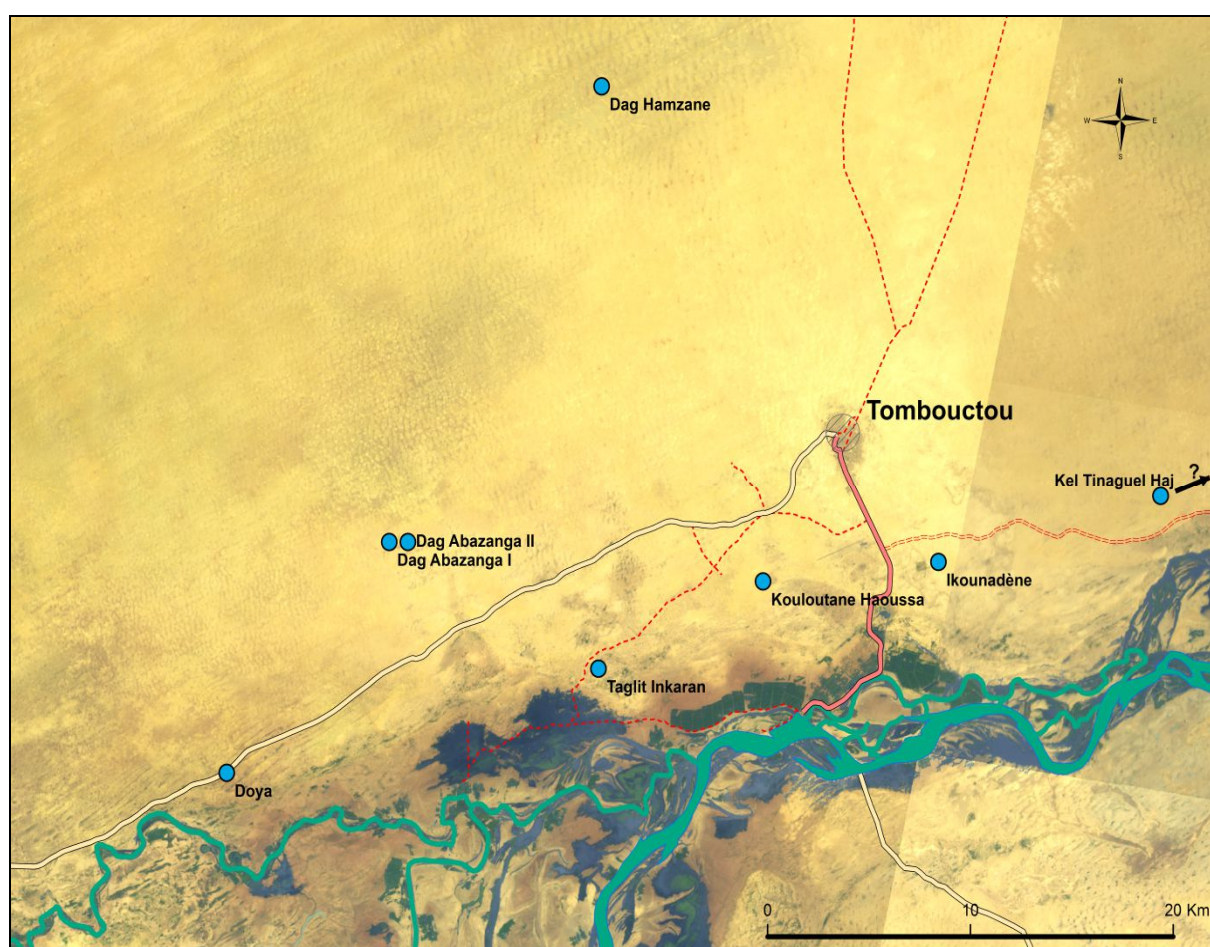 Dag Hamzane
N
W E
S
Tombouctou
?
Kel Tinaguel Haj
Dag Abazanga II
Dag Abazanga I
Ikounadène
Kouloutane Haoussa
Taglit Inkaran
Doya
0 10 20 Km